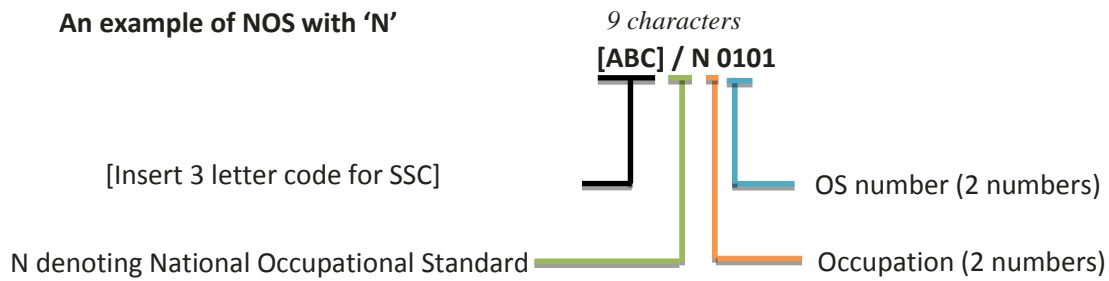 An example of NOS with ‘N’
9 characters
[ABC] / N 0101
[Insert 3 letter code for SSC]
OS number (2 numbers)
N denoting National Occupational Standard
Occupation (2 numbers)